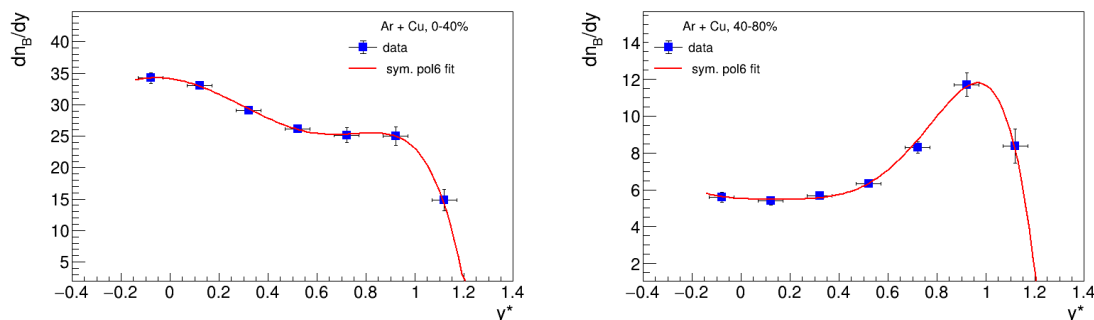 dn_B/dy
Ar + Cu, 0-40%
data
sym. pol6 fit
40
35
30
25
20
15
10
5
−0.4 −0.2 0 0.2 0.4 0.6 0.8 1 1.2 1.4
y*
dn_B/dy
Ar + Cu, 40-80%
data
sym. pol6 fit
14
12
10
8
6
4
2
−0.4 −0.2 0 0.2 0.4 0.6 0.8 1 1.2 1.4
y*